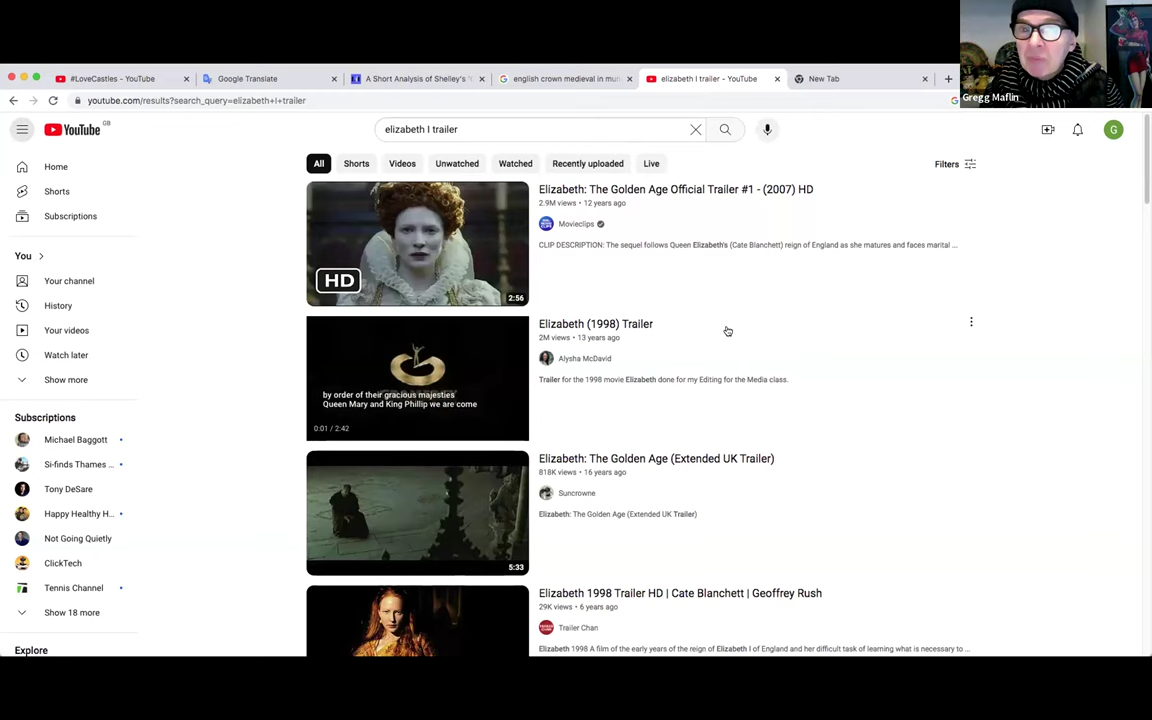 #LoveCastles - YouTube
Google Translate
A Short Analysis of Shelley's 'O
english crown medieval in mus
elizabeth I trailer - YouTube
New Tab
youtube.com/results?search_query=elizabeth+I+trailer
Gregg Maflin
YouTube GB
elizabeth I trailer
G
All
Shorts
Videos
Unwatched
Watched
Recently uploaded
Live
Filters
Home
Shorts
Subscriptions
You
Your channel
History
Your videos
Watch later
Show more
Subscriptions
Michael Baggott
Si-finds Thames ...
Tony DeSare
Happy Healthy H...
Not Going Quietly
ClickTech
Tennis Channel
Show 18 more
Explore
HD
2:56
Elizabeth: The Golden Age Official Trailer #1 - (2007) HD
2.9M views • 12 years ago
Movieclips
CLIP DESCRIPTION: The sequel follows Queen Elizabeth's (Cate Blanchett) reign of England as she matures and faces marital ...
by order of their gracious majesties
Queen Mary and King Phillip we are come
0:01 / 2:42
Elizabeth (1998) Trailer
2M views • 13 years ago
Alysha McDavid
Trailer for the 1998 movie Elizabeth done for my Editing for the Media class.
5:33
Elizabeth: The Golden Age (Extended UK Trailer)
818K views • 16 years ago
Suncrowne
Elizabeth: The Golden Age (Extended UK Trailer)
Elizabeth 1998 Trailer HD | Cate Blanchett | Geoffrey Rush
29K views • 6 years ago
Trailer Chan
Elizabeth 1998 A film of the early years of the reign of Elizabeth I of England and her difficult task of learning what is necessary to ...